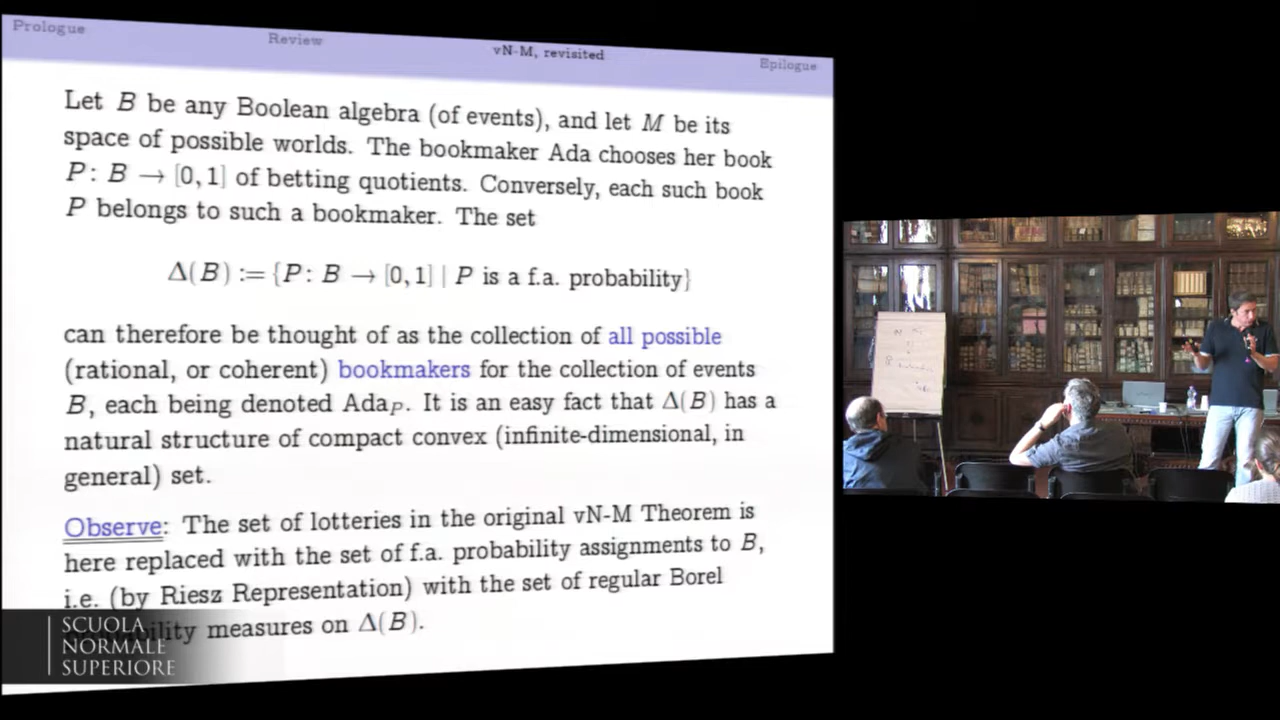 Prologue
Review
vN-M, revisited
Epilogue
Let B be any Boolean algebra (of events), and let M be its
space of possible worlds. The bookmaker Ada chooses her book
P: B → [0, 1] of betting quotients. Conversely, each such book
P belongs to such a bookmaker. The set
Δ(B) := {P: B → [0, 1] | P is a f.a. probability}
can therefore be thought of as the collection of all possible
(rational, or coherent) bookmakers for the collection of events
B, each being denoted Ada_P. It is an easy fact that Δ(B) has a
natural structure of compact convex (infinite-dimensional, in
general) set.
Observe: The set of lotteries in the original vN-M Theorem is
here replaced with the set of f.a. probability assignments to B,
i.e. (by Riesz Representation) with the set of regular Borel
probability measures on Δ(B).
SCUOLA
NORMALE
SUPERIORE